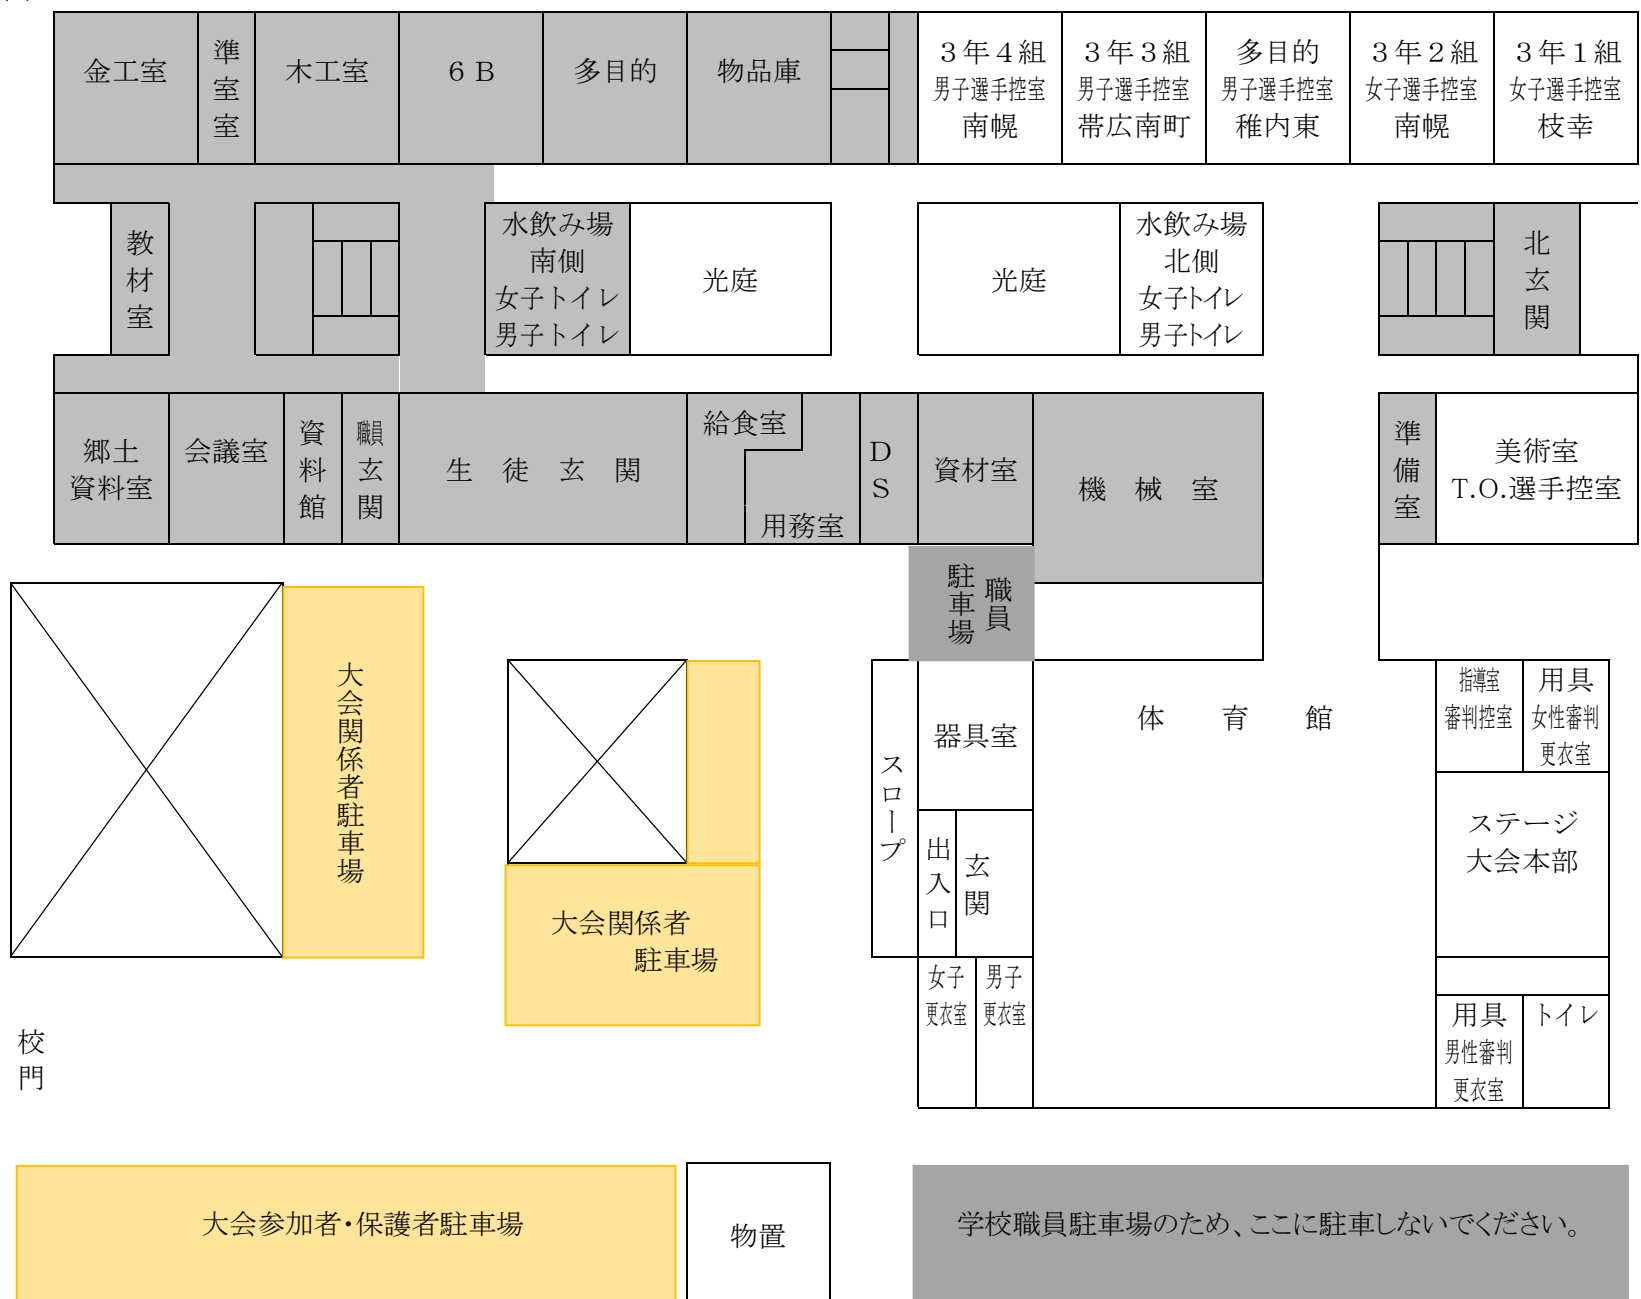 金工室
準室室
木工室
６Ｂ
多目的
物品庫
３年４組
男子選手控室
南幌
３年３組
男子選手控室
帯広南町
多目的
男子選手控室
稚内東
３年２組
女子選手控室
南幌
３年１組
女子選手控室
枝幸
教材室
水飲み場
南側
女子トイレ
男子トイレ
光庭
光庭
水飲み場
北側
女子トイレ
男子トイレ
北玄関
郷土
資料室
会議室
資料館
職員玄関
生徒玄関
給食室
用務室
ＤＳ
資材室
機械室
準備室
美術室
T.O.選手控室
職員
駐車場
大会関係者駐車場
大会関係者
駐車場
スロープ
器具室
出入口
玄関
女子
更衣室
男子
更衣室
体育館
指導室
審判控室
用具
女性審判
更衣室
ステージ
大会本部
用具
男性審判
更衣室
トイレ
校門
大会参加者・保護者駐車場
物置
学校職員駐車場のため、ここに駐車しないでください。